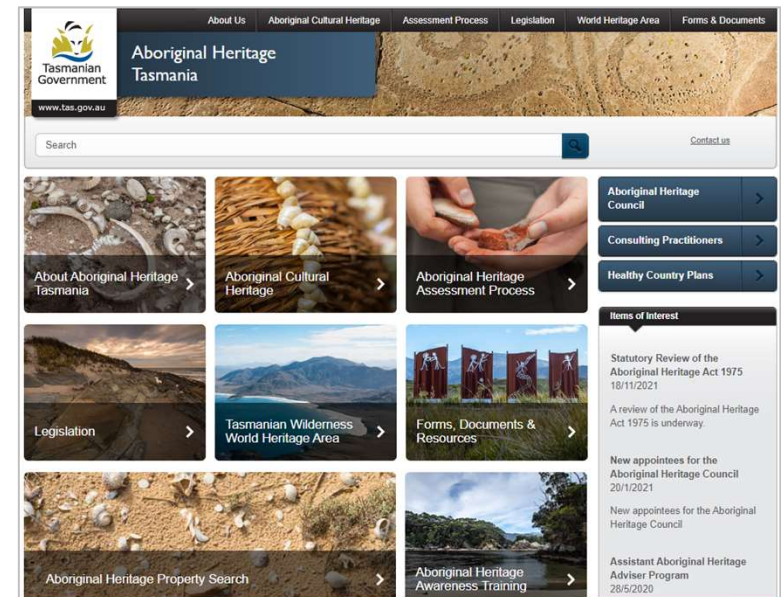 About Us Aboriginal Cultural Heritage Assessment Process Legislation World Heritage Area Forms & Documents
Tasmanian
Government
www.tas.gov.au
Aboriginal Heritage
Tasmania
Search
Contact us
About Aboriginal Heritage
Tasmania
Aboriginal Cultural
Heritage
Aboriginal Heritage
Assessment Process
Legislation
Tasmanian Wilderness
World Heritage Area
Forms, Documents &
Resources
Aboriginal Heritage Property Search
Aboriginal Heritage
Awareness Training
Aboriginal Heritage
Council
Consulting Practitioners
Healthy Country Plans
Items of Interest
Statutory Review of the
Aboriginal Heritage Act 1975
18/11/2021
A review of the Aboriginal Heritage
Act 1975 is underway.
New appointees for the
Aboriginal Heritage Council
20/1/2021
New appointees for the Aboriginal
Heritage Council
Assistant Aboriginal Heritage
Adviser Program
28/5/2020